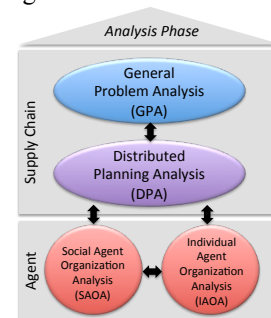 Analysis Phase
Supply Chain
General
Problem Analysis
(GPA)
Distributed
Planning Analysis
(DPA)
Agent
Social Agent
Organization
Analysis
(SAOA)
Individual
Agent
Organization
Analysis
(IAOA)